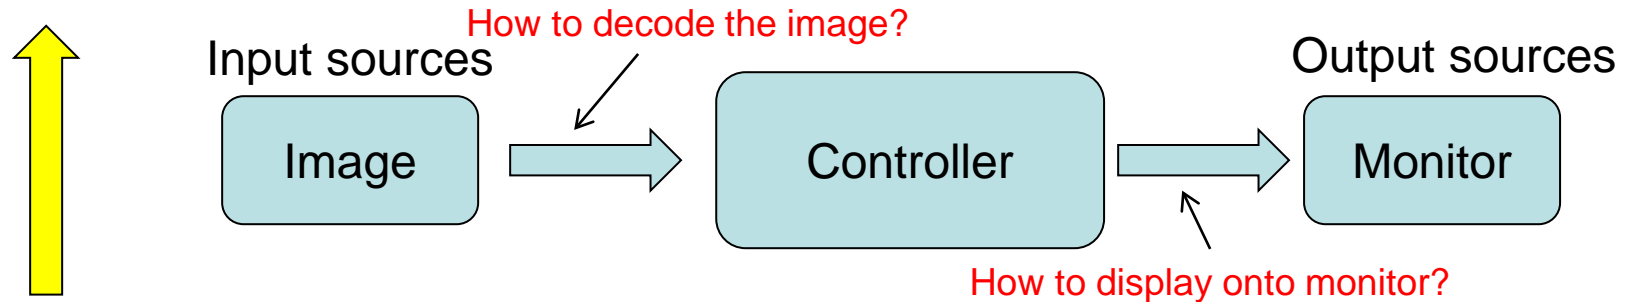 How to decode the image?
Input sources
Output sources
Image
Controller
Monitor
How to display onto monitor?